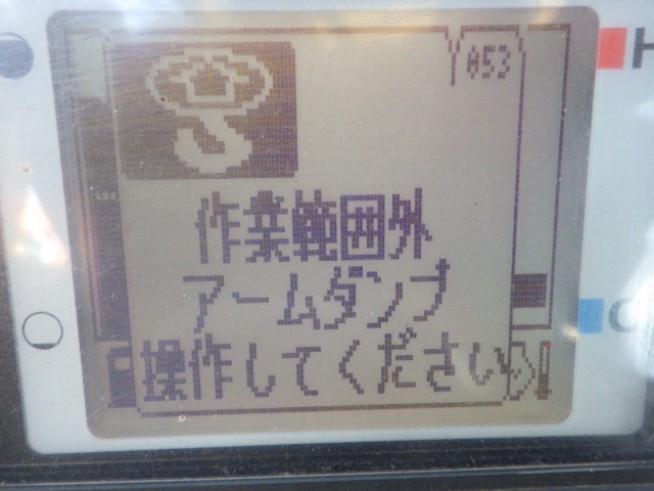 053
作業範囲外
アームダンプ
操作してください
H
C